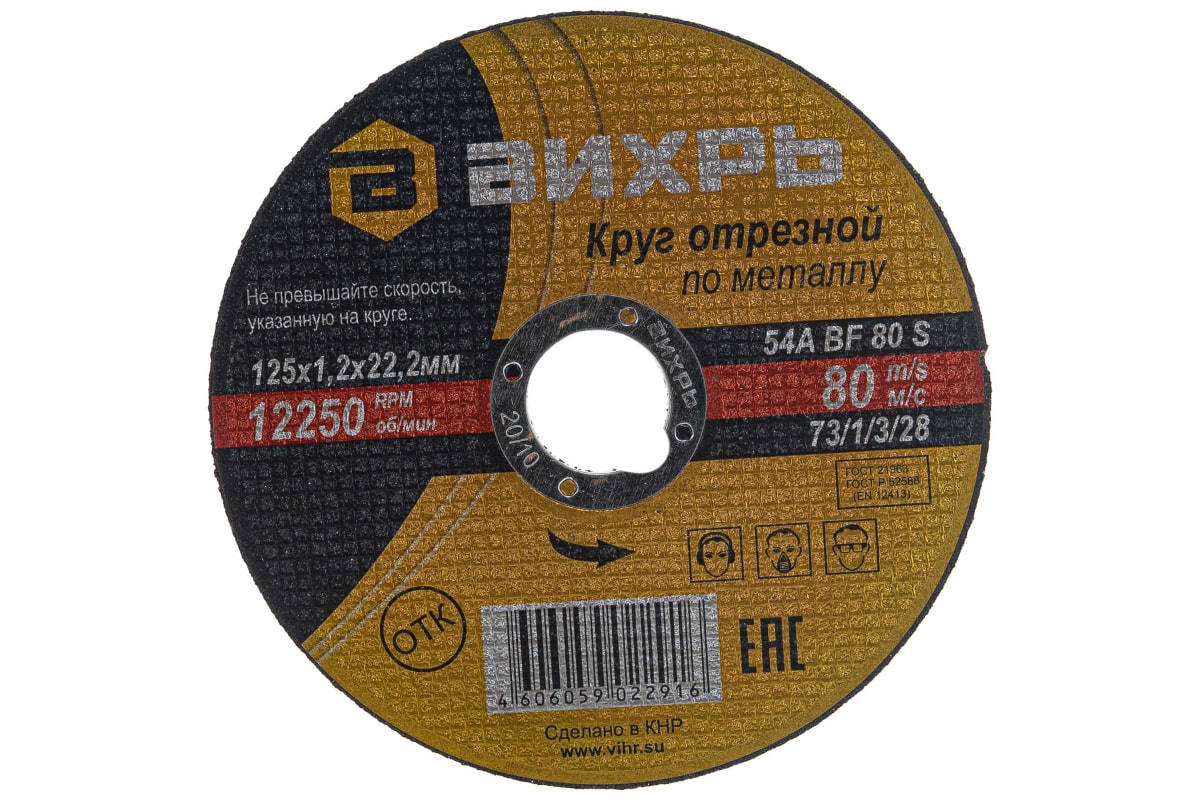 В ВИХРЬ
Круг отрезной
по металлу
Не превышайте скорость,
указанную на круге.
125x1,2x22,2мм
12250 RPM
об/мин
54A BF 80 S
80 m/s
м/с
73/1/3/28
ВИХРЬ
20/10
ГОСТ 21963
ГОСТ Р 52588
(EN 12413)
ОТК
4 606059 022916
EAC
Сделано в КНР
www.vihr.su